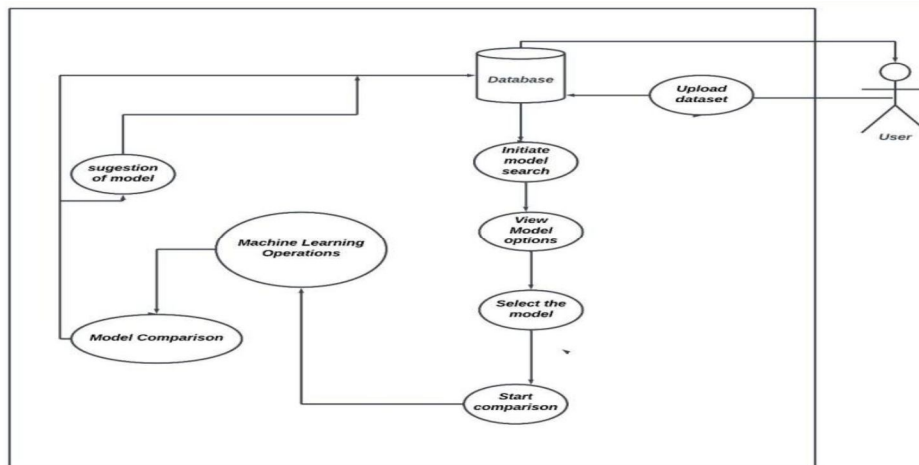 Database
Upload
dataset
User
Initiate
model
search
sugestion
of model
View
Model
options
Machine Learning
Operations
Select the
model
Model Comparison
Start
comparison